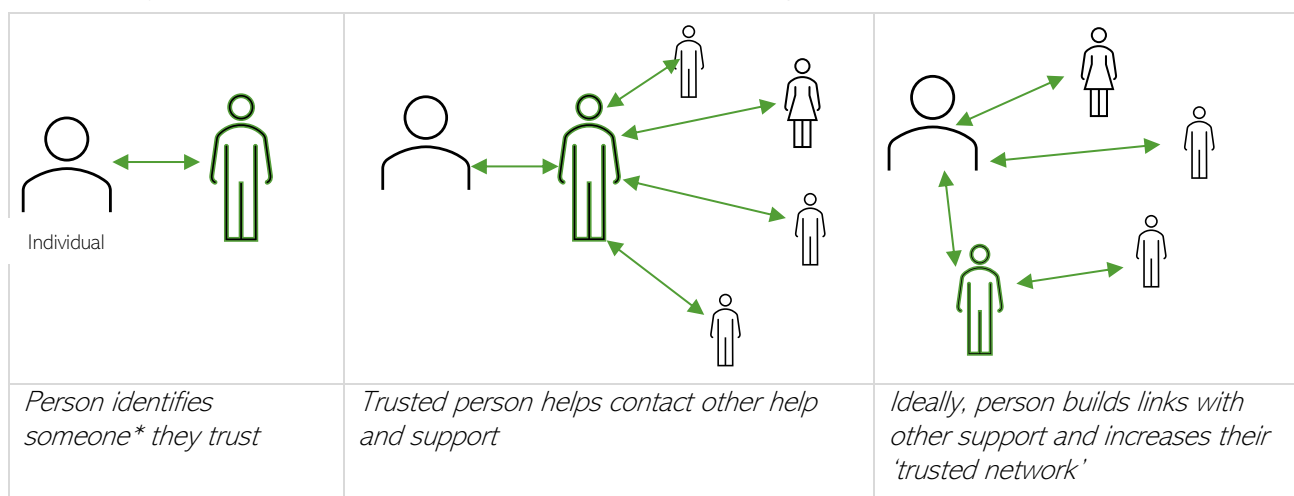 Individual
Person identifies
someone* they trust
Trusted person helps contact other help
and support
Ideally, person builds links with
other support and increases their
‘trusted network’